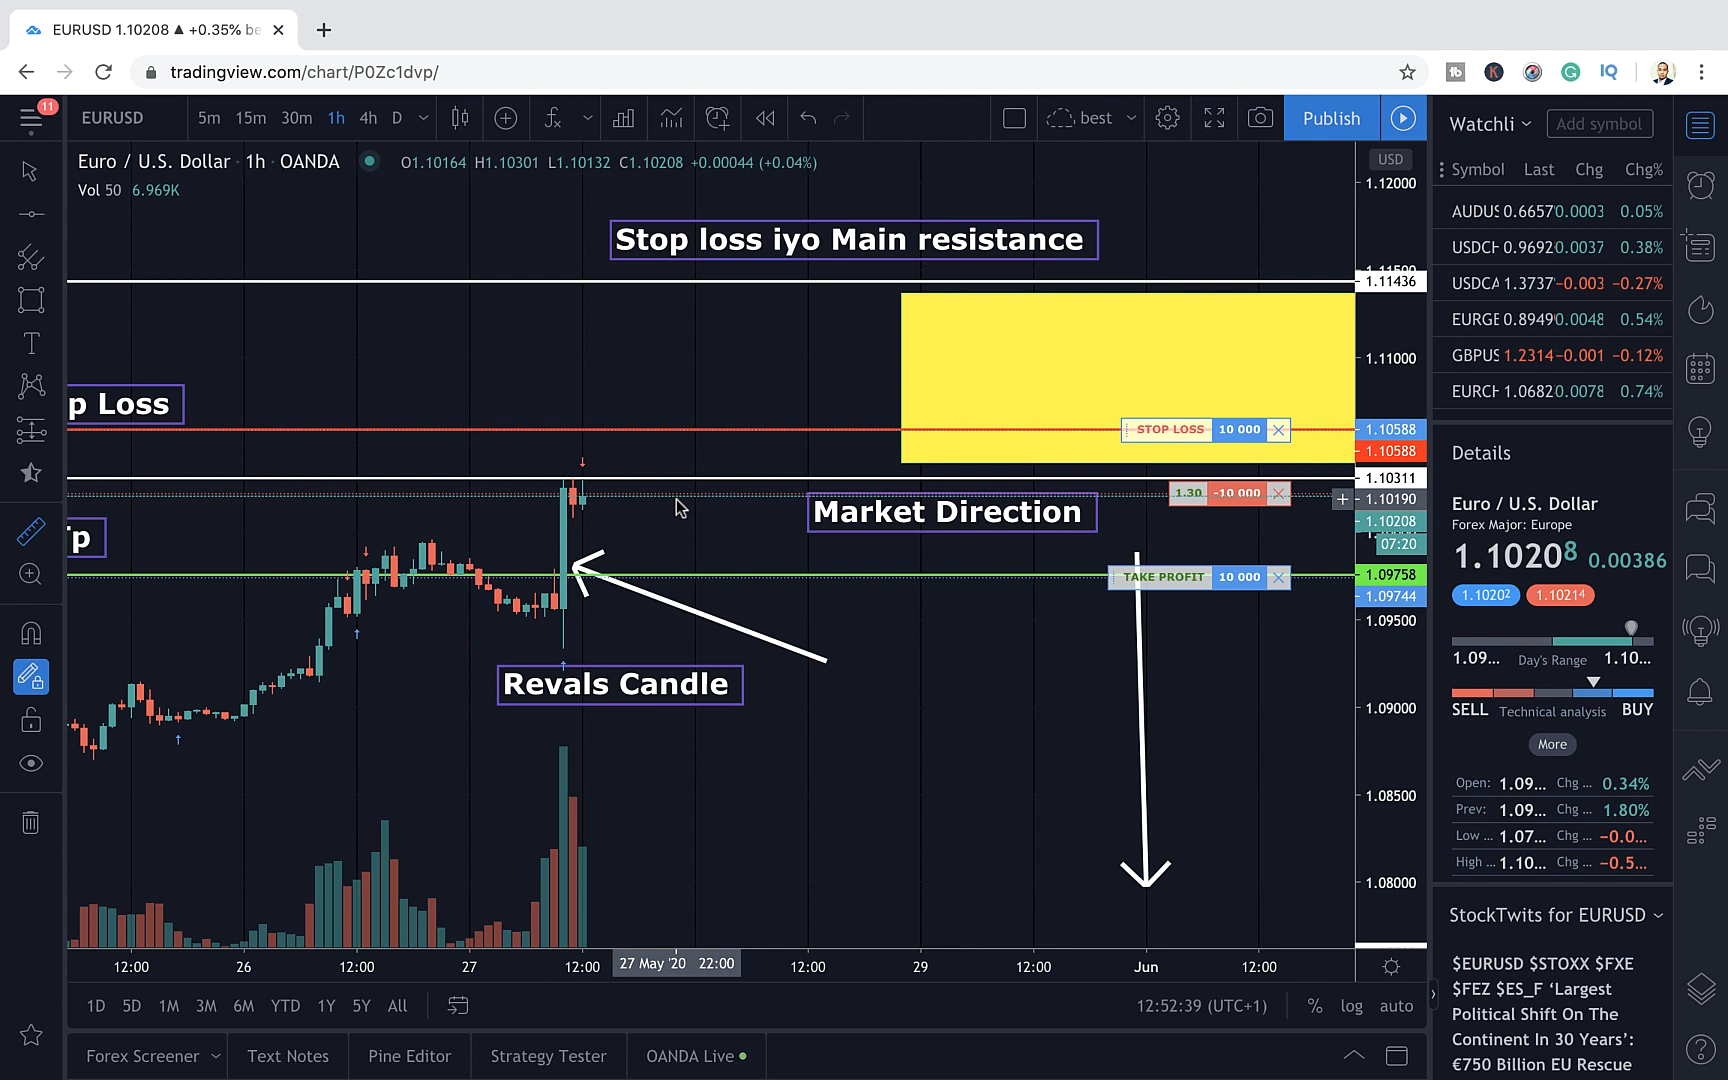 EURUSD 1.10208 ▲ +0.35% be
tradingview.com/chart/P0Zc1dvp/
11
EURUSD 5m 15m 30m 1h 4h D best Publish
Euro / U.S. Dollar · 1h · OANDA O1.10164 H1.10301 L1.10132 C1.10208 +0.00044 (+0.04%)
Vol 50 6.969K
USD
1.12000
Stop loss iyo Main resistance
1.11436
1.11000
p Loss
STOP LOSS 10 000
1.10588
1.10588
1.10311
1.30 -10 000
1.10190
Market Direction
1.10208
07:20
TAKE PROFIT 10 000
1.09758
1.09744
1.09500
Revals Candle
1.09000
1.08500
1.08000
12:00 26 12:00 27 12:00 27 May '20 22:00 12:00 29 12:00 Jun 12:00
1D 5D 1M 3M 6M YTD 1Y 5Y All 12:52:39 (UTC+1) % log auto
Forex Screener Text Notes Pine Editor Strategy Tester OANDA Live
Watchli Add symbol
Symbol Last Chg Chg%
AUDUS 0.6657 0.0003 0.05%
USDCH 0.9692 0.0037 0.38%
USDCA 1.3737 −0.003 −0.27%
EURGE 0.8949 0.0048 0.54%
GBPUS 1.2314 −0.001 −0.12%
EURCH 1.0682 0.0078 0.74%
Details
Euro / U.S. Dollar
Forex Major: Europe
1.10208 0.00386
1.10202 1.10214
1.09... Day's Range 1.10...
SELL Technical analysis BUY
More
Open: 1.09... Chg ... 0.34%
Prev: 1.09... Chg ... 1.80%
Low ... 1.07... Chg ... −0.0...
High ... 1.10... Chg ... −0.5...
StockTwits for EURUSD
$EURUSD $STOXX $FXE
$FEZ $ES_F ‘Largest
Political Shift On The
Continent In 30 Years’:
€750 Billion EU Rescue